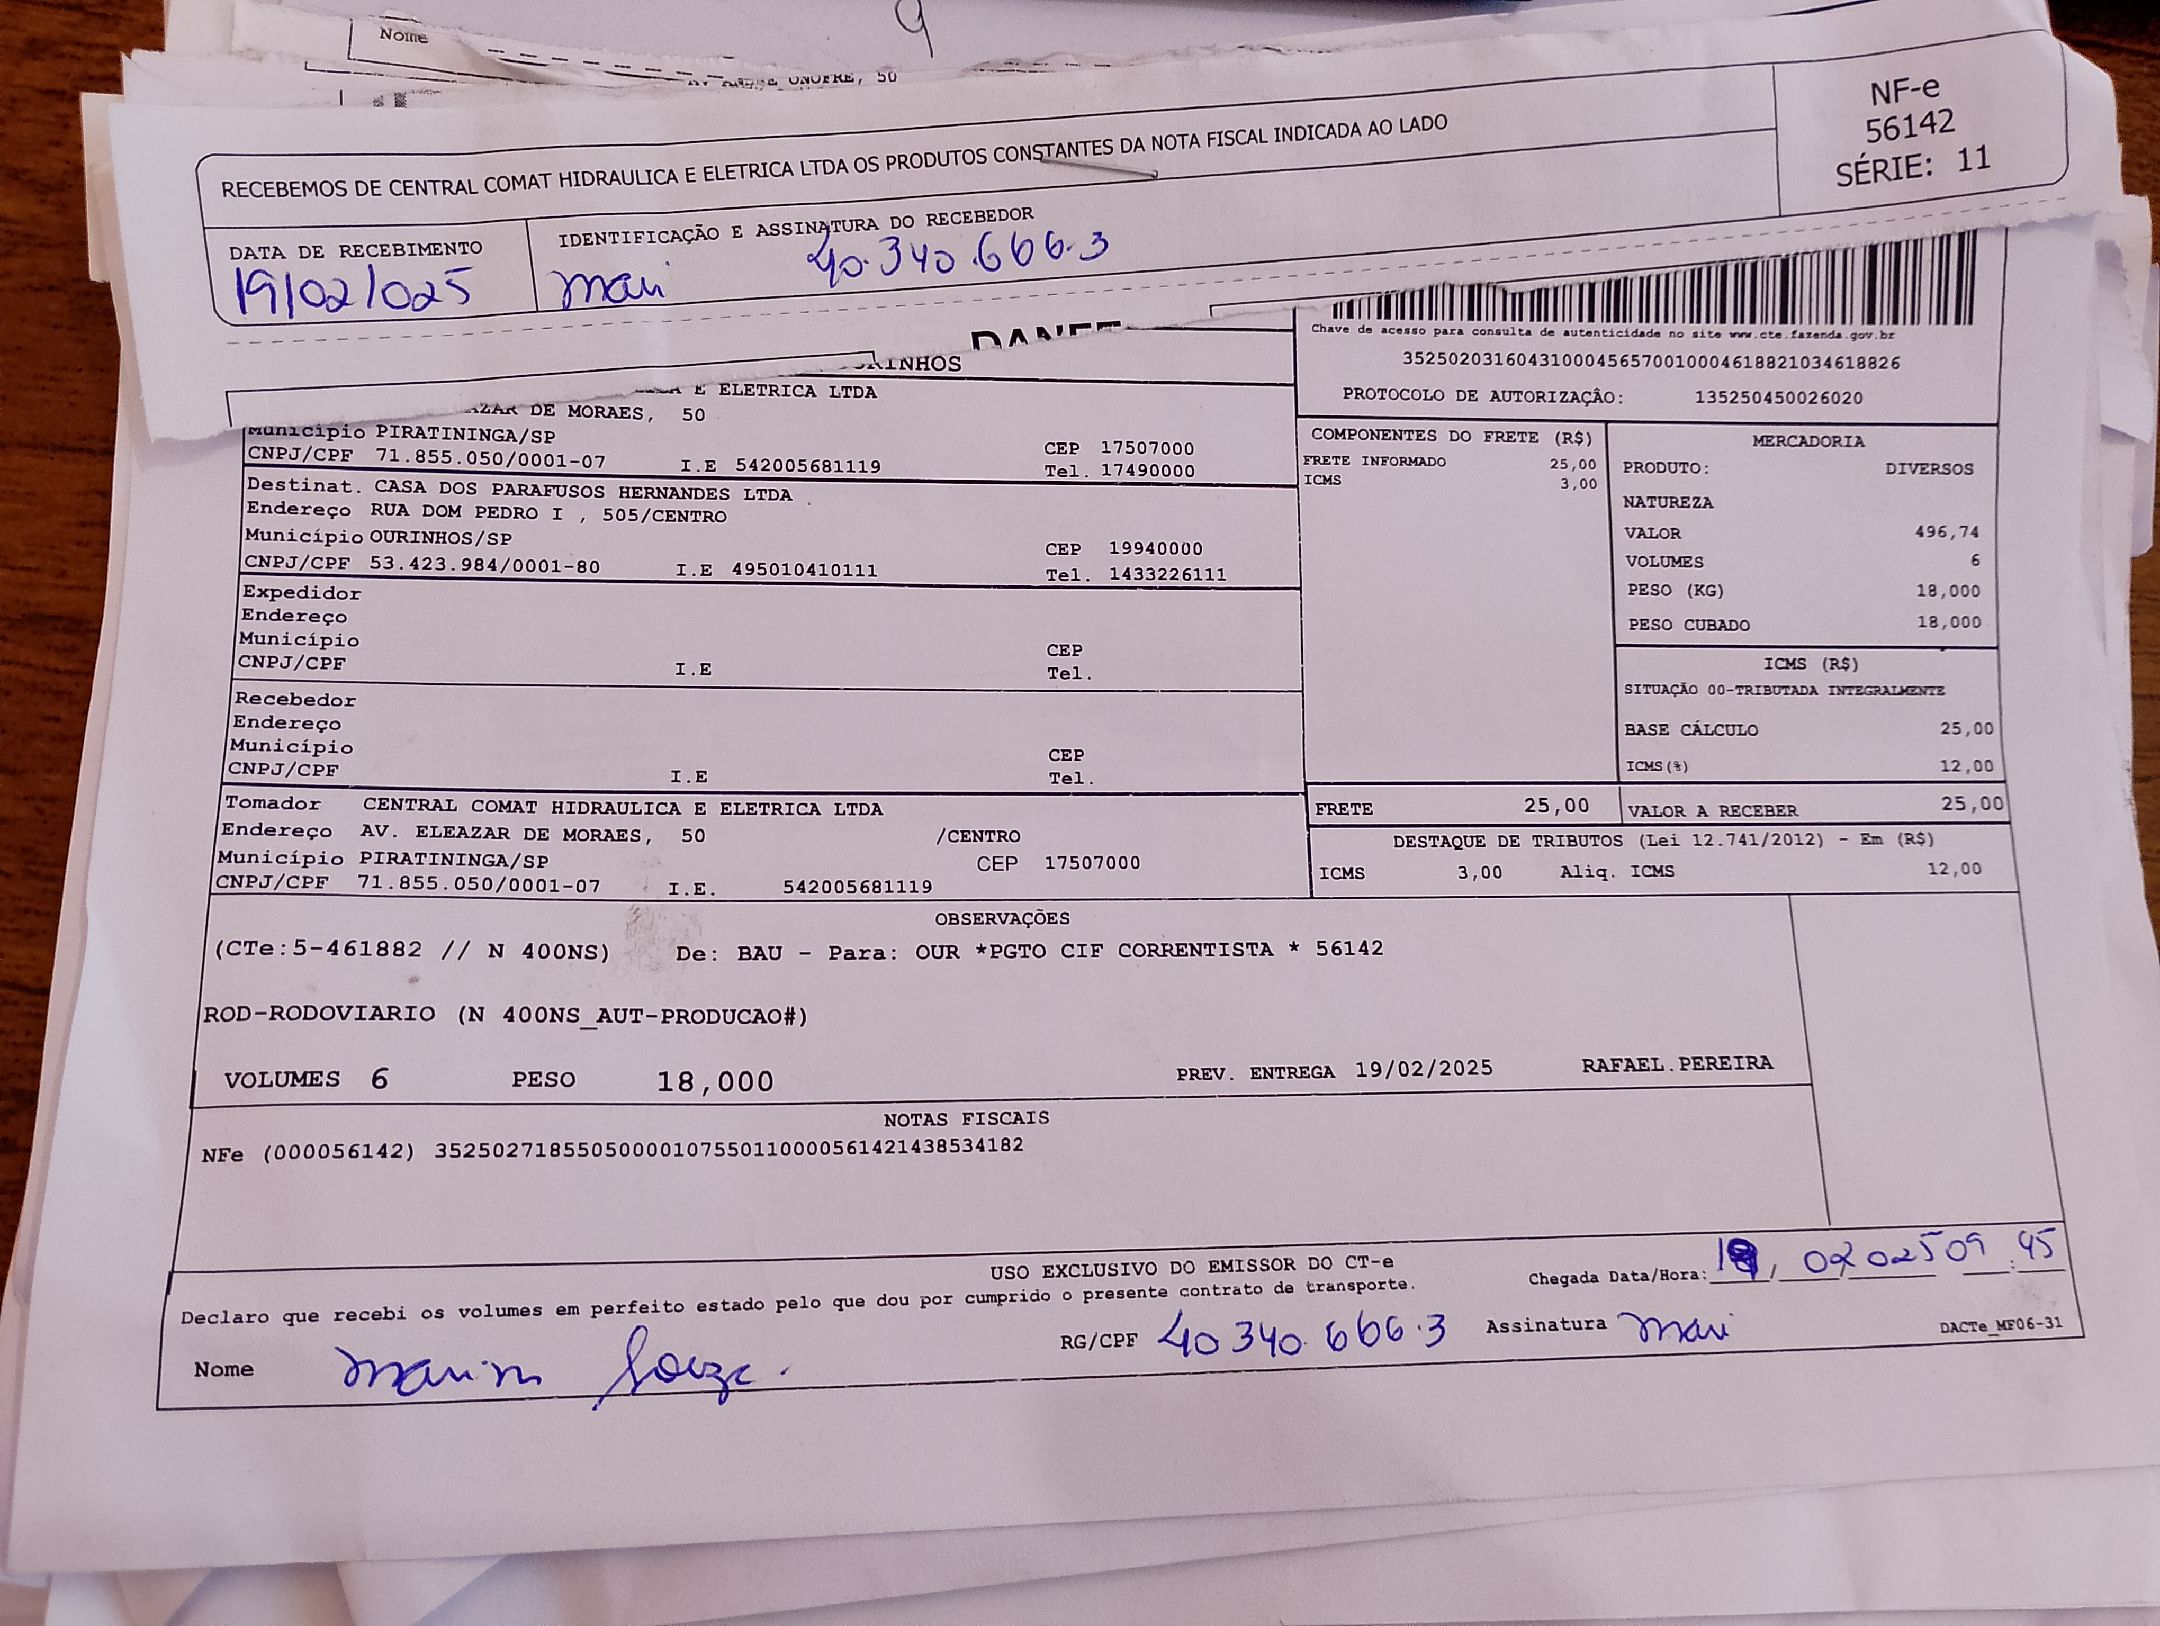 Nome
9
RECEBEMOS DE CENTRAL COMAT HIDRAULICA E ELETRICA LTDA OS PRODUTOS CONSTANTES DA NOTA FISCAL INDICADA AO LADO
NF-e
56142
SÉRIE: 11
DATA DE RECEBIMENTO
19/02/025
IDENTIFICAÇÃO E ASSINATURA DO RECEBEDOR
mari 40.340.666.3
Chave de acesso para consulta de autenticidade no site www.cte.fazenda.gov.br
35250203160431000456570010004618821034618826
PROTOCOLO DE AUTORIZAÇÂO: 135250450026020
E ELETRICA LTDA
DE MORAES, 50
Município PIRATININGA/SP CEP 17507000
CNPJ/CPF 71.855.050/0001-07 I.E 542005681119 Tel. 17490000
Destinat. CASA DOS PARAFUSOS HERNANDES LTDA
Endereço RUA DOM PEDRO I , 505/CENTRO
Município OURINHOS/SP CEP 19940000
CNPJ/CPF 53.423.984/0001-80 I.E 495010410111 Tel. 1433226111
Expedidor
Endereço
Município CEP
CNPJ/CPF I.E Tel.
Recebedor
Endereço
Município CEP
CNPJ/CPF I.E Tel.
Tomador CENTRAL COMAT HIDRAULICA E ELETRICA LTDA
Endereço AV. ELEAZAR DE MORAES, 50 /CENTRO
Município PIRATININGA/SP CEP 17507000
CNPJ/CPF 71.855.050/0001-07 I.E. 542005681119
COMPONENTES DO FRETE (R$)
FRETE INFORMADO 25,00
ICMS 3,00
MERCADORIA
PRODUTO: DIVERSOS
NATUREZA
VALOR 496,74
VOLUMES 6
PESO (KG) 18,000
PESO CUBADO 18,000
ICMS (R$)
SITUAÇÃO 00-TRIBUTADA INTEGRALMENTE
BASE CÁLCULO 25,00
ICMS(%) 12,00
FRETE 25,00 VALOR A RECEBER 25,00
DESTAQUE DE TRIBUTOS (Lei 12.741/2012) - Em (R$)
ICMS 3,00 Aliq. ICMS 12,00
OBSERVAÇÕES
(CTe:5-461882 // N 400NS) De: BAU - Para: OUR *PGTO CIF CORRENTISTA * 56142
ROD-RODOVIARIO (N 400NS_AUT-PRODUCAO#)
VOLUMES 6 PESO 18,000 PREV. ENTREGA 19/02/2025 RAFAEL.PEREIRA
NOTAS FISCAIS
NFe (000056142) 35250271855050000107550110000561421438534182
USO EXCLUSIVO DO EMISSOR DO CT-e
Declaro que recebi os volumes em perfeito estado pelo que dou por cumprido o presente contrato de transporte.
Chegada Data/Hora: 19, 02 025 09:45
Nome Souza. RG/CPF 40 340.666.3 Assinatura Mari
DACTe_MF06-31